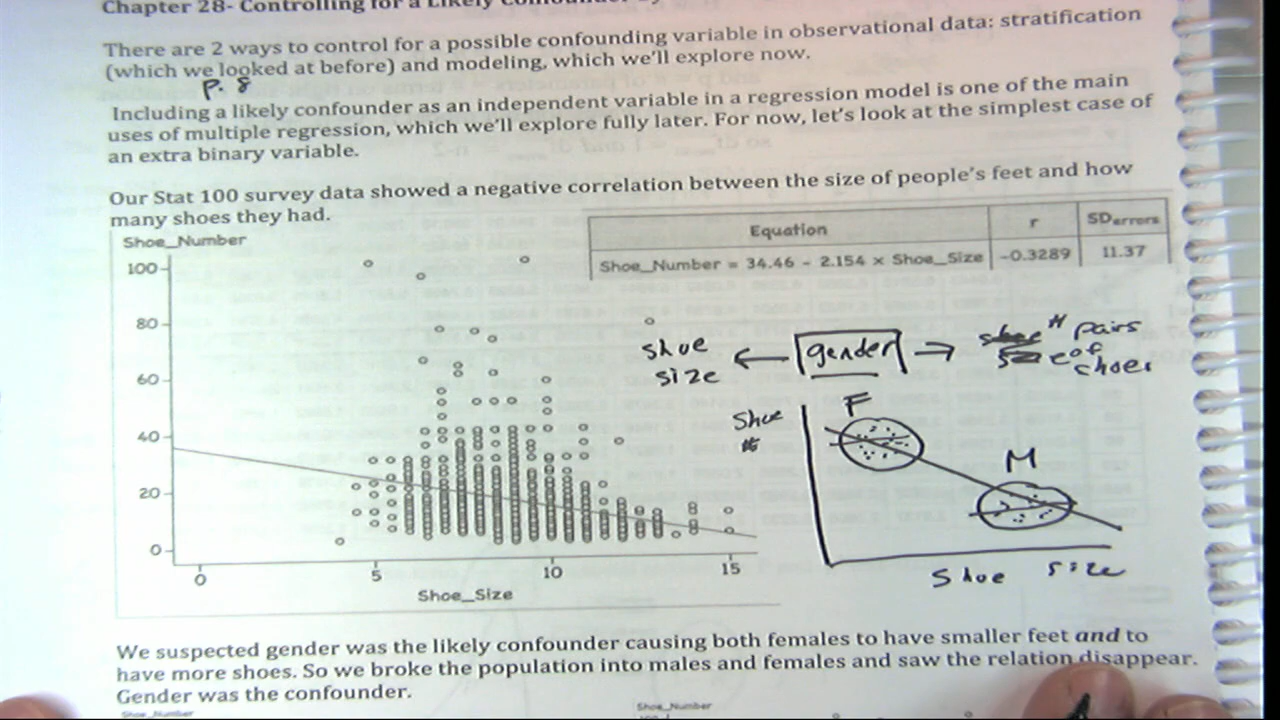 Chapter 28- Controlling for a Likely Confounder
There are 2 ways to control for a possible confounding variable in observational data: stratification
(which we looked at before) and modeling, which we'll explore now.
P. 8
Including a likely confounder as an independent variable in a regression model is one of the main
uses of multiple regression, which we'll explore fully later. For now, let's look at the simplest case of
an extra binary variable.
Our Stat 100 survey data showed a negative correlation between the size of people's feet and how
many shoes they had.
Equation r SDerrors
Shoe_Number = 34.46 - 2.154 × Shoe_Size -0.3289 11.37
Shoe_Number
100
80
60
40
20
0
0 5 10 15
Shoe_Size
shoe size ← gender → # pairs of shoes
Shoe #
F
M
Shoe size
We suspected gender was the likely confounder causing both females to have smaller feet and to
have more shoes. So we broke the population into males and females and saw the relation disappear.
Gender was the confounder.
Shoe_Number
Shoe_Number